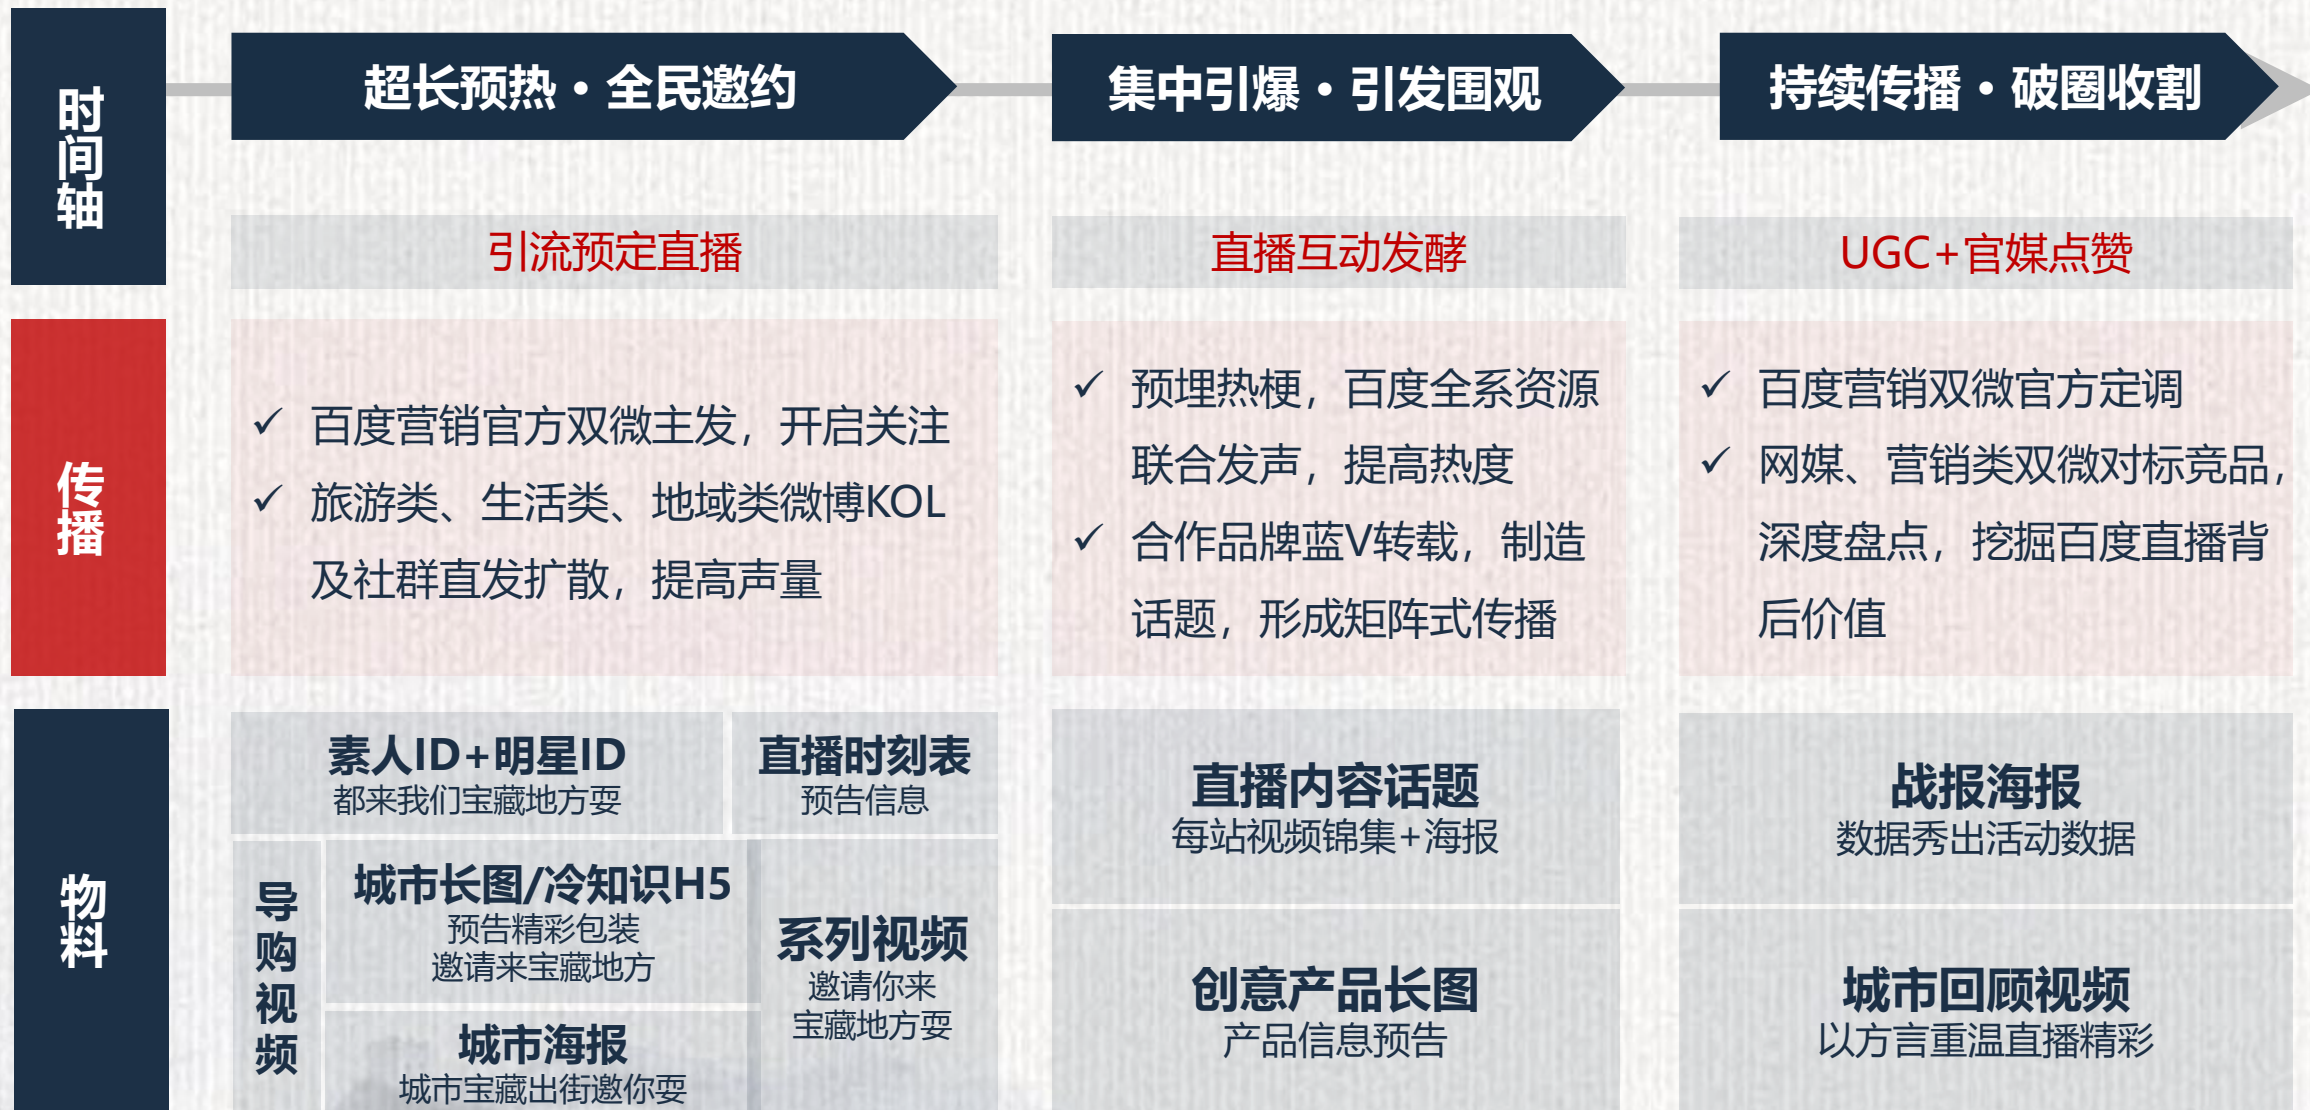 时间轴
超长预热·全民邀约
集中引爆·引发围观
持续传播·破圈收割
引流预定直播
直播互动发酵
UGC+官媒点赞
传播
✓ 百度营销官方双微主发，开启关注
✓ 旅游类、生活类、地域类微博KOL
及社群直发扩散，提高声量
✓ 预埋热梗，百度全系资源
联合发声，提高热度
✓ 合作品牌蓝V转载，制造
话题，形成矩阵式传播
✓ 百度营销双微官方定调
✓ 网媒、营销类双微对标竞品，
深度盘点，挖掘百度直播背
后价值
物料
素人ID+明星ID
都来我们宝藏地方耍
直播时刻表
预告信息
导购视频
城市长图/冷知识H5
预告精彩包装
邀请来宝藏地方
城市海报
城市宝藏出街邀你耍
系列视频
邀请你来
宝藏地方耍
直播内容话题
每站视频锦集+海报
创意产品长图
产品信息预告
战报海报
数据秀出活动数据
城市回顾视频
以方言重温直播精彩